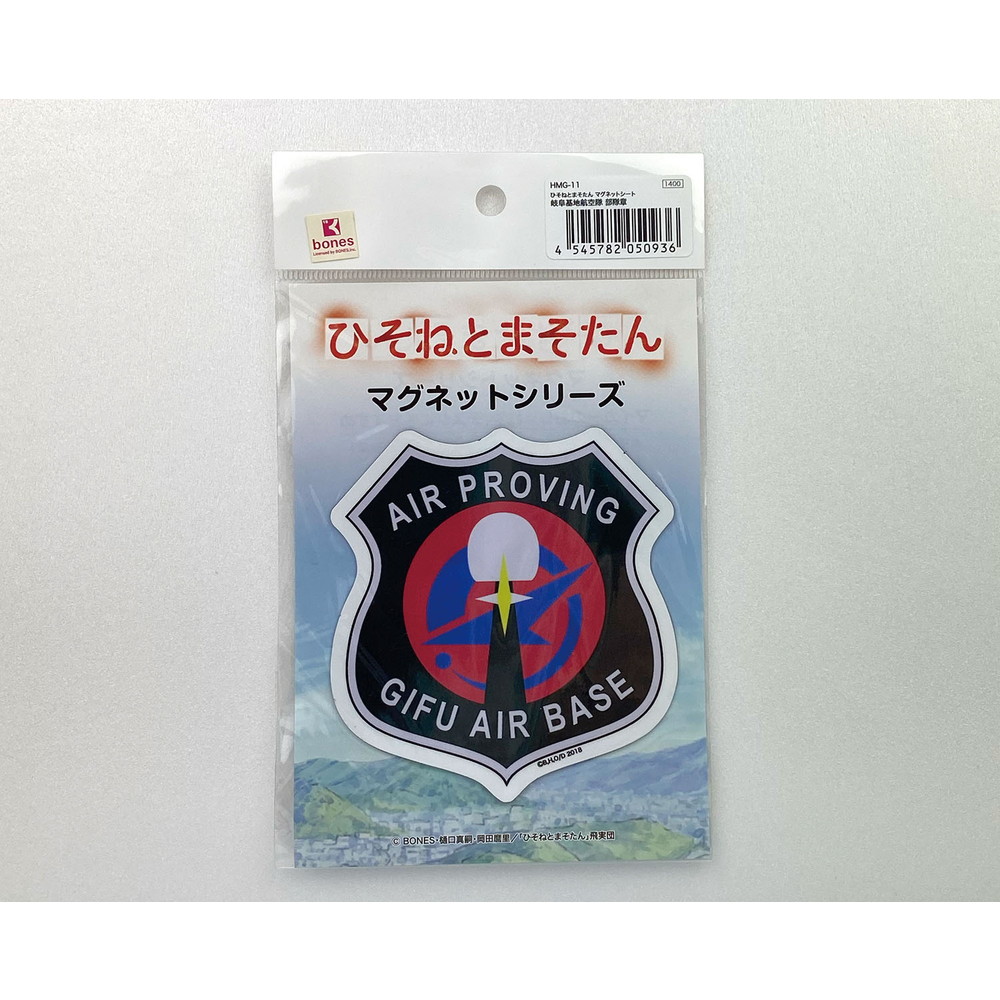 HMG-11
1400
ひそねとまそたん マグネットシート
岐阜基地航空隊 部隊章
4 545782 050936
bones
Licensed by BONES,Inc.
ひそねとまそたん
マグネットシリーズ
AIR PROVING
GIFU AIR BASE
©B,H,O/D 2018
© BONES・樋口真嗣・岡田麿里/「ひそねとまそたん」飛実団